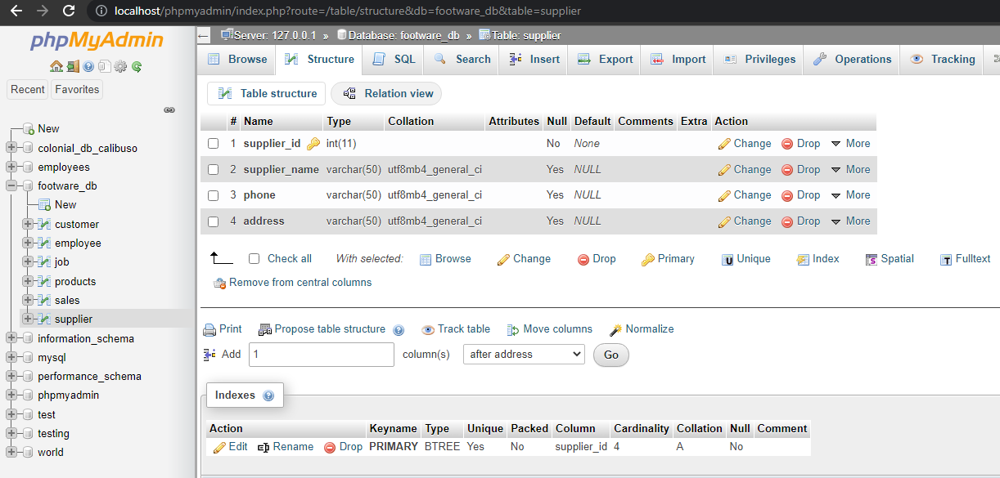 localhost/phpmyadmin/index.php?route=/table/structure&db=footware_db&table=supplier
phpMyAdmin
Recent Favorites
New
colonial_db_calibuso
employees
footware_db
New
customer
employee
job
products
sales
supplier
information_schema
mysql
performance_schema
phpmyadmin
test
testing
world
Server: 127.0.0.1 » Database: footware_db » Table: supplier
Browse Structure SQL Search Insert Export Import Privileges Operations Tracking
Table structure Relation view
# Name Type Collation Attributes Null Default Comments Extra Action
1 supplier_id int(11) No None Change Drop More
2 supplier_name varchar(50) utf8mb4_general_ci Yes NULL Change Drop More
3 phone varchar(50) utf8mb4_general_ci Yes NULL Change Drop More
4 address varchar(50) utf8mb4_general_ci Yes NULL Change Drop More
Check all With selected: Browse Change Drop Primary Unique Index Spatial Fulltext
Remove from central columns
Print Propose table structure Track table Move columns Normalize
Add 1 column(s) after address Go
Indexes
Action Keyname Type Unique Packed Column Cardinality Collation Null Comment
Edit Rename Drop PRIMARY BTREE Yes No supplier_id 4 A No